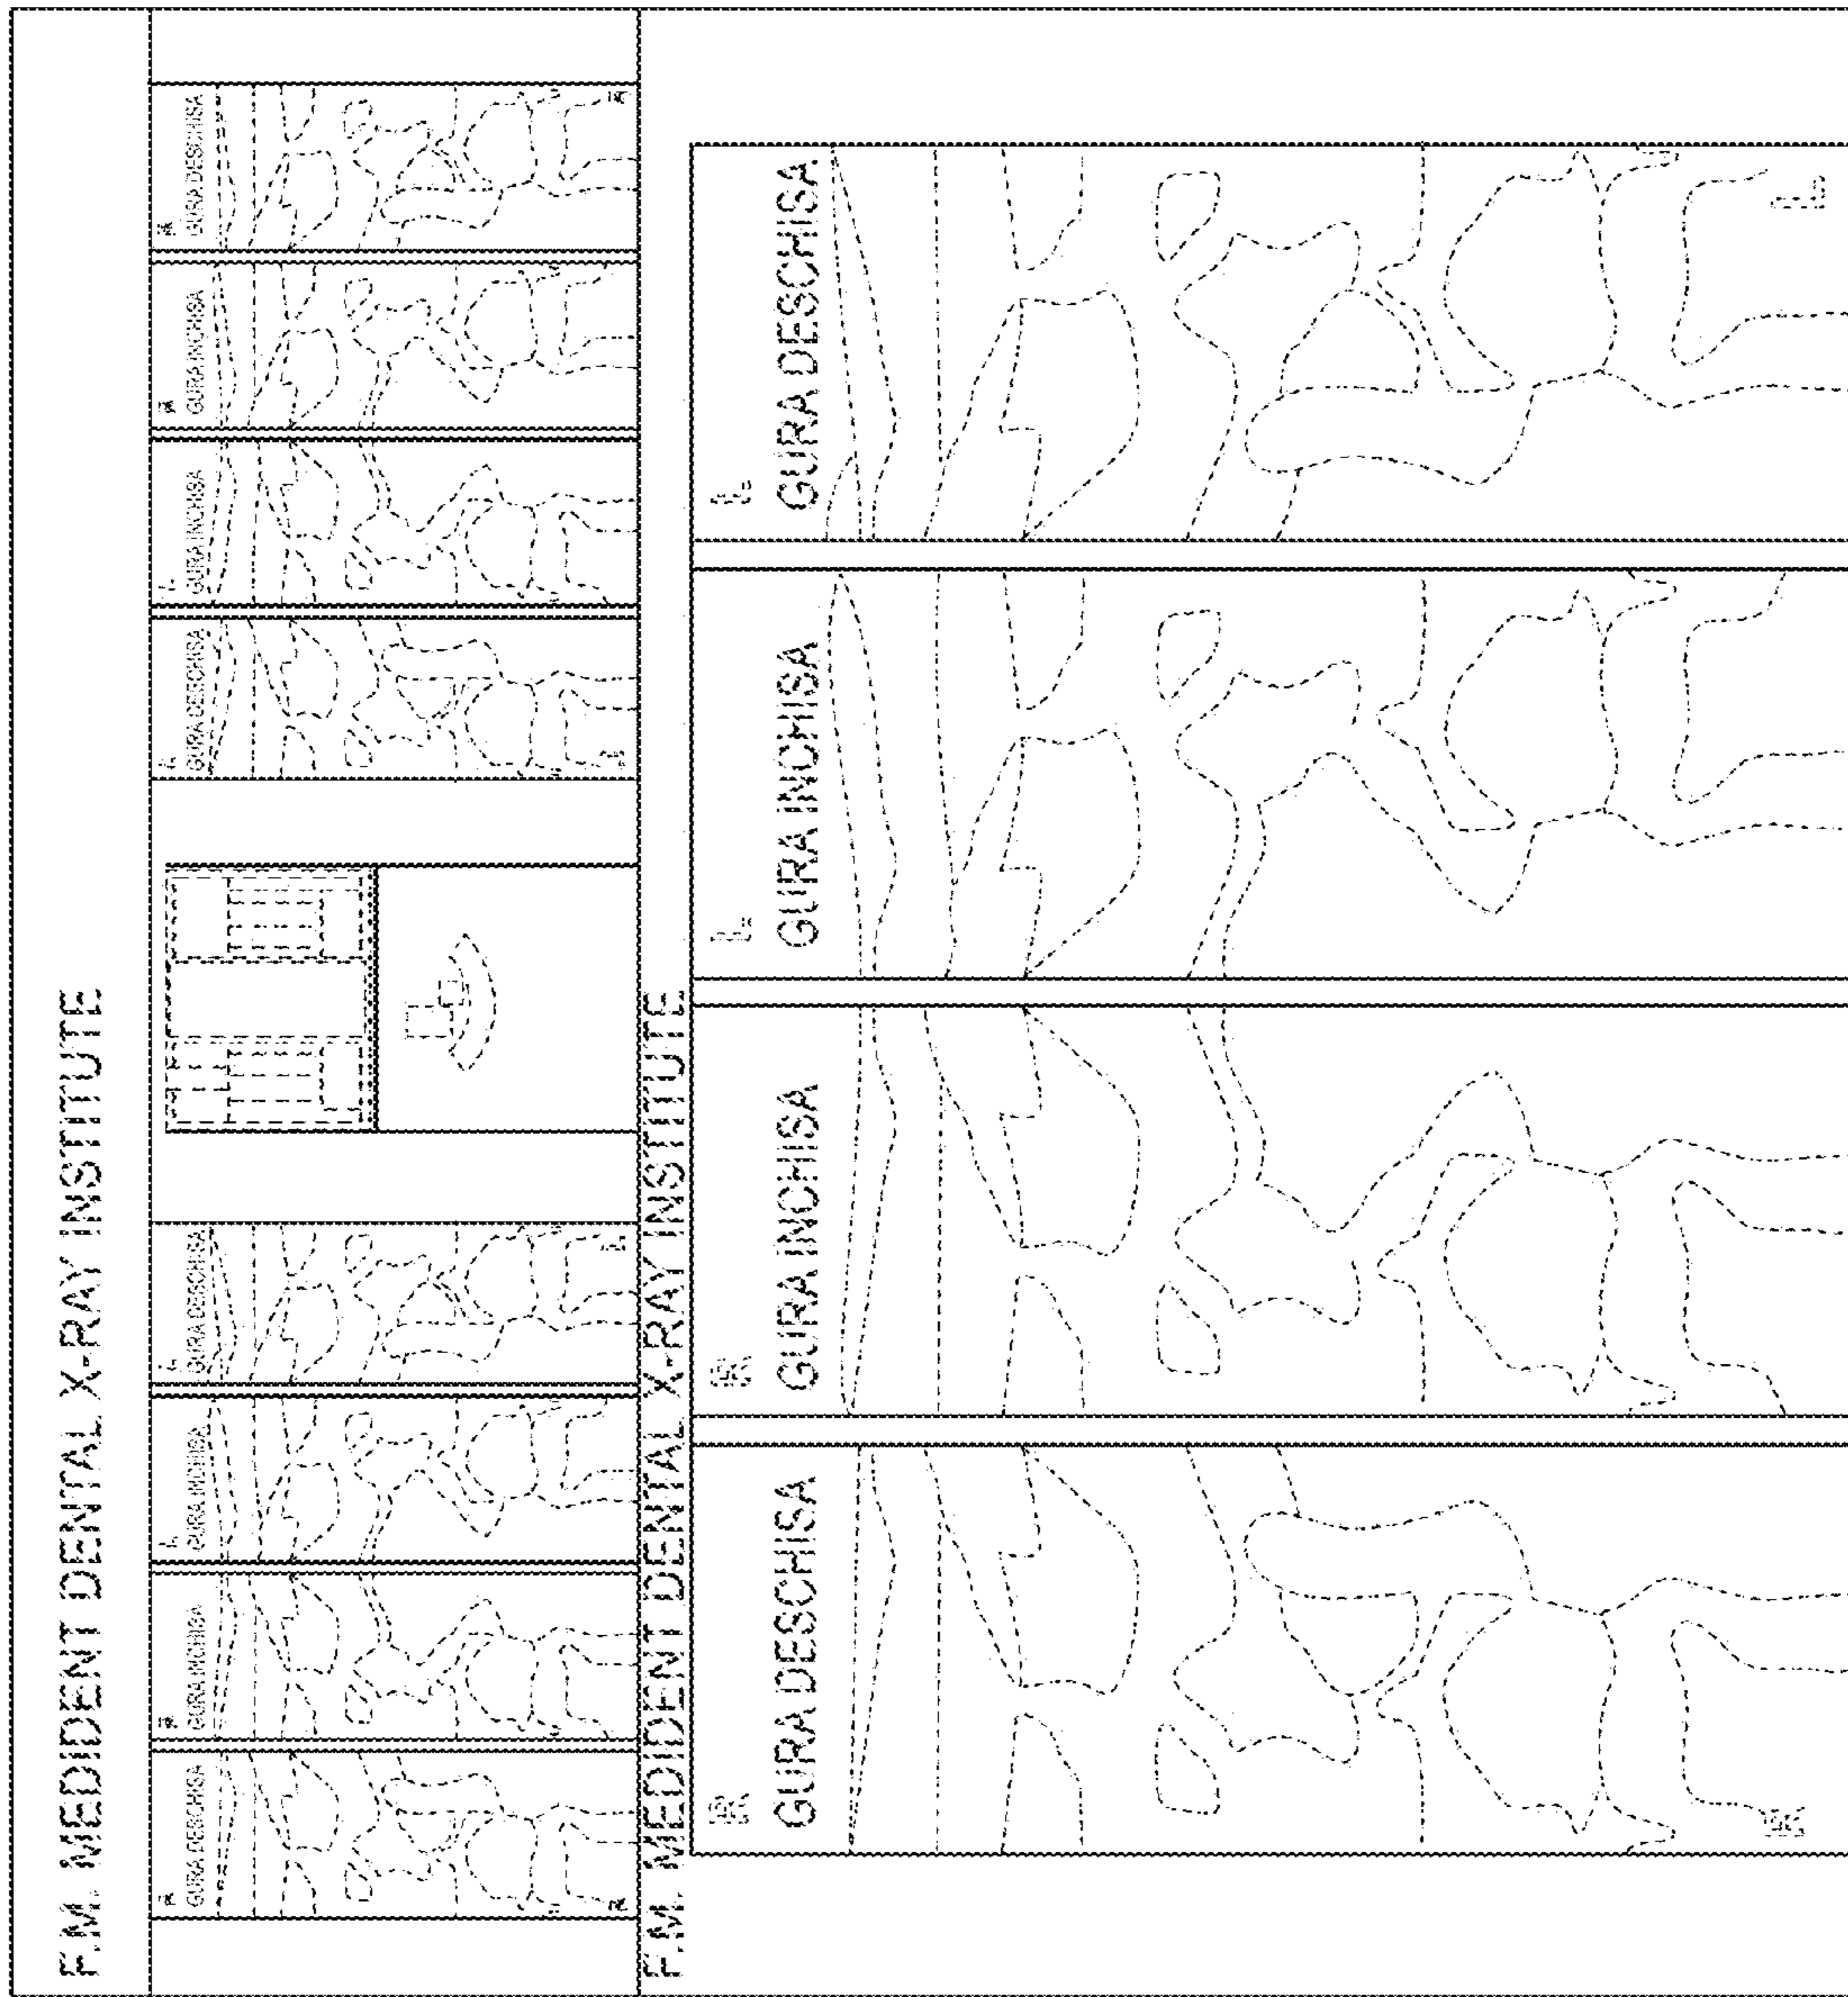 F.M. MEDIDENT DENTAL X-RAY INSTITUTE
R R L L L L R R
GURA DESCHISA GURA INCHISA GURA INCHISA GURA DESCHISA GURA DESCHISA GURA INCHISA GURA INCHISA GURA DESCHISA
F.M. MEDIDENT DENTAL X-RAY INSTITUTE
R R L L
GURA DESCHISA GURA INCHISA GURA INCHISA GURA DESCHISA
R L